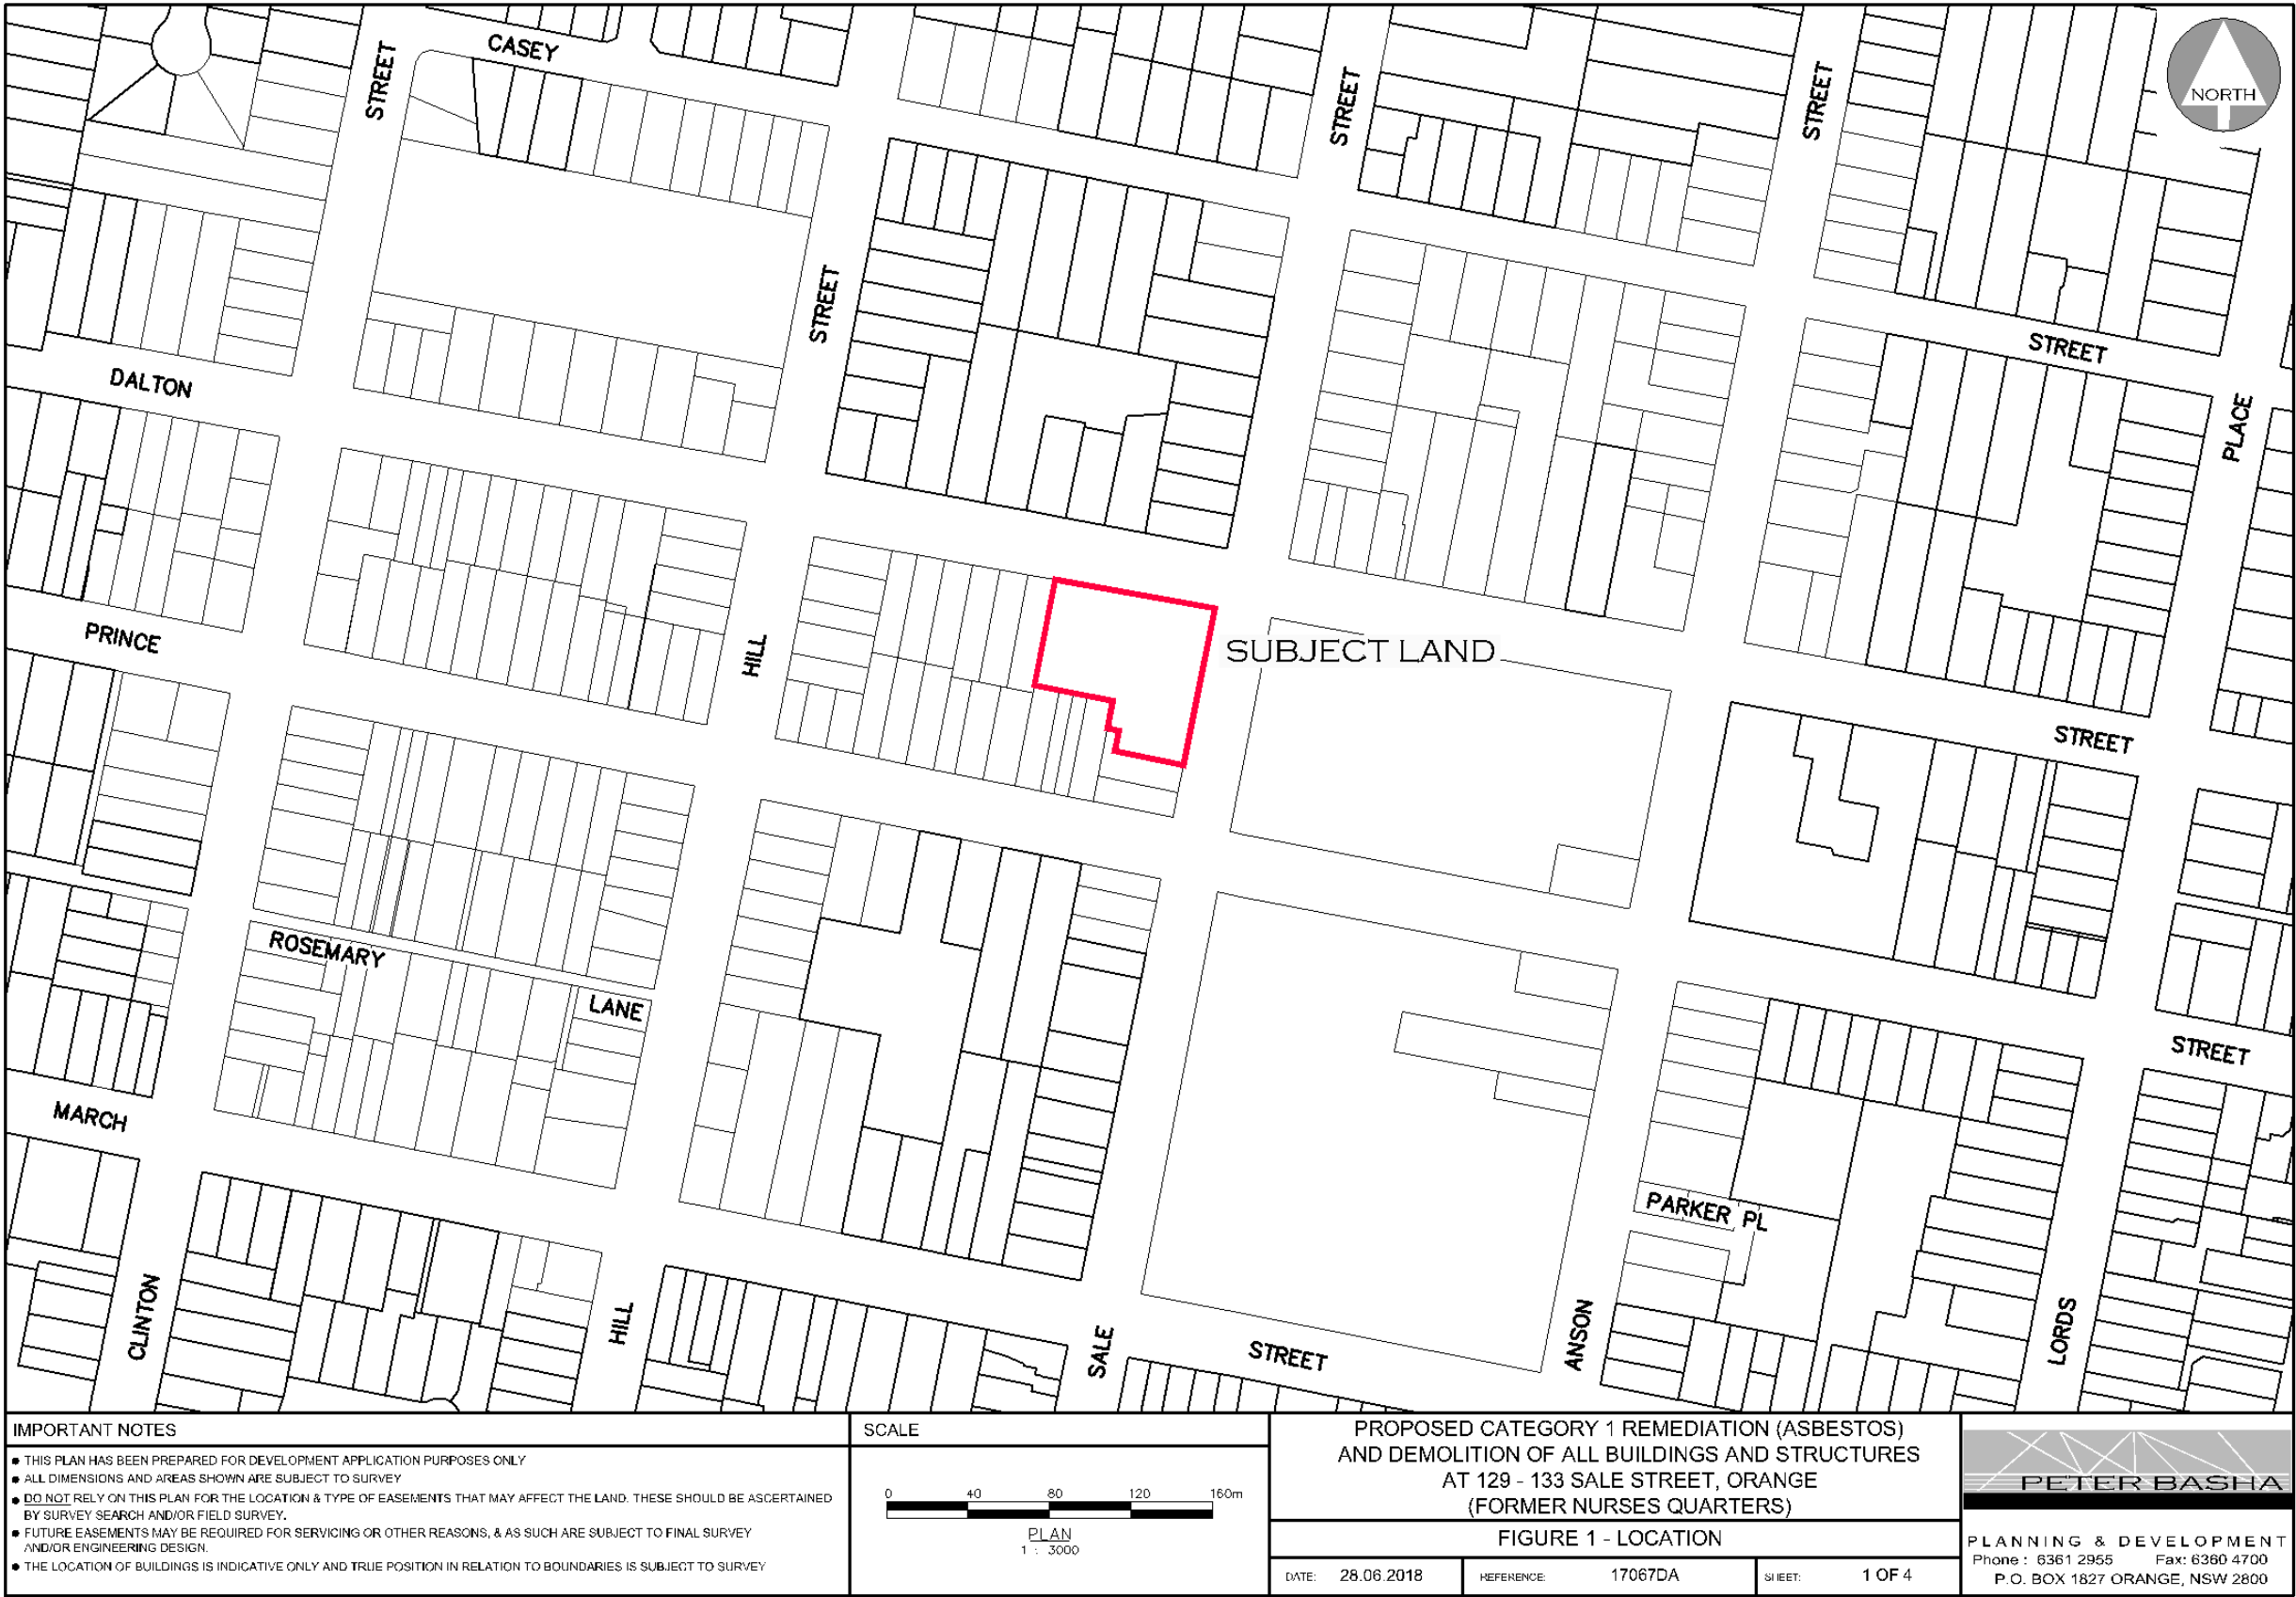 CASEY
STREET
STREET
STREET
NORTH
STREET
STREET
DALTON
PLACE
PRINCE
HILL
SUBJECT LAND
STREET
ROSEMARY
LANE
STREET
MARCH
PARKER PL
CLINTON
HILL
SALE
STREET
ANSON
LORDS
IMPORTANT NOTES
● THIS PLAN HAS BEEN PREPARED FOR DEVELOPMENT APPLICATION PURPOSES ONLY
● ALL DIMENSIONS AND AREAS SHOWN ARE SUBJECT TO SURVEY
● DO NOT RELY ON THIS PLAN FOR THE LOCATION & TYPE OF EASEMENTS THAT MAY AFFECT THE LAND. THESE SHOULD BE ASCERTAINED
BY SURVEY SEARCH AND/OR FIELD SURVEY.
● FUTURE EASEMENTS MAY BE REQUIRED FOR SERVICING OR OTHER REASONS, & AS SUCH ARE SUBJECT TO FINAL SURVEY
AND/OR ENGINEERING DESIGN.
● THE LOCATION OF BUILDINGS IS INDICATIVE ONLY AND TRUE POSITION IN RELATION TO BOUNDARIES IS SUBJECT TO SURVEY
SCALE
0 40 80 120 160m
PLAN
1 : 3000
PROPOSED CATEGORY 1 REMEDIATION (ASBESTOS)
AND DEMOLITION OF ALL BUILDINGS AND STRUCTURES
AT 129 - 133 SALE STREET, ORANGE
(FORMER NURSES QUARTERS)
FIGURE 1 - LOCATION
DATE: 28.06.2018 REFERENCE: 17067DA SHEET: 1 OF 4
PETER BASHA
PLANNING & DEVELOPMENT
Phone : 6361 2955 Fax: 6360 4700
P.O. BOX 1827 ORANGE, NSW 2800